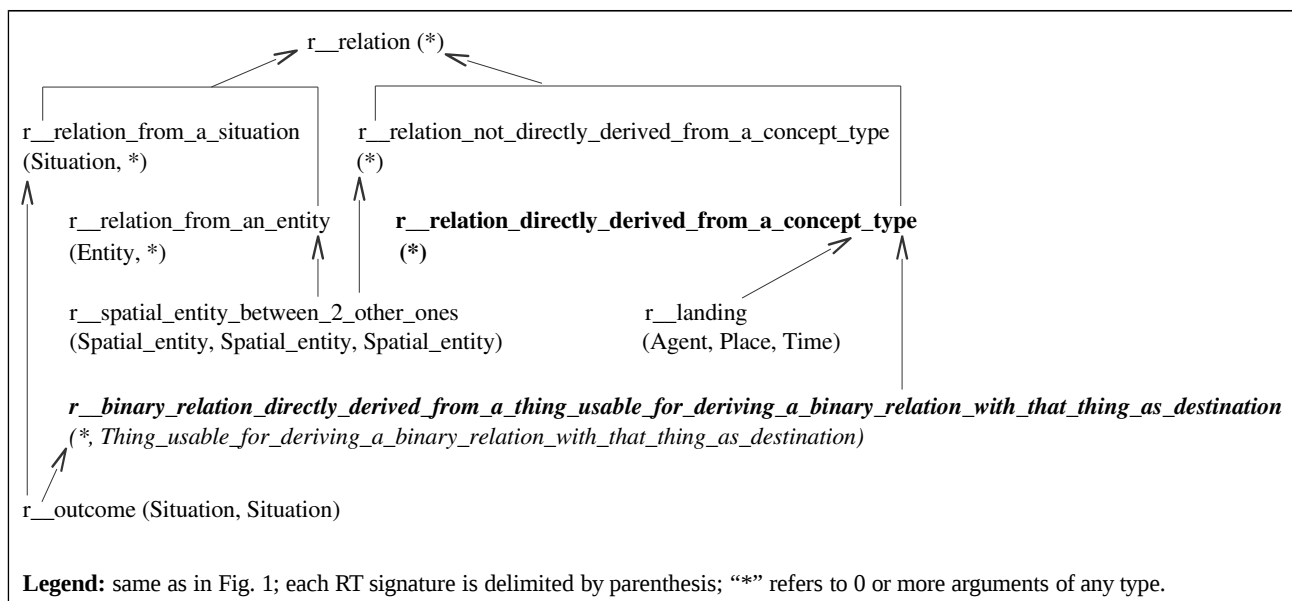 r__relation (*)
r__relation_from_a_situation
(Situation, *)
r__relation_not_directly_derived_from_a_concept_type
(*)
r__relation_from_an_entity
(Entity, *)
r__relation_directly_derived_from_a_concept_type
(*)
r__spatial_entity_between_2_other_ones
(Spatial_entity, Spatial_entity, Spatial_entity)
r__landing
(Agent, Place, Time)
r__binary_relation_directly_derived_from_a_thing_usable_for_deriving_a_binary_relation_with_that_thing_as_destination
(*, Thing_usable_for_deriving_a_binary_relation_with_that_thing_as_destination)
r__outcome (Situation, Situation)
Legend: same as in Fig. 1; each RT signature is delimited by parenthesis; “*” refers to 0 or more arguments of any type.